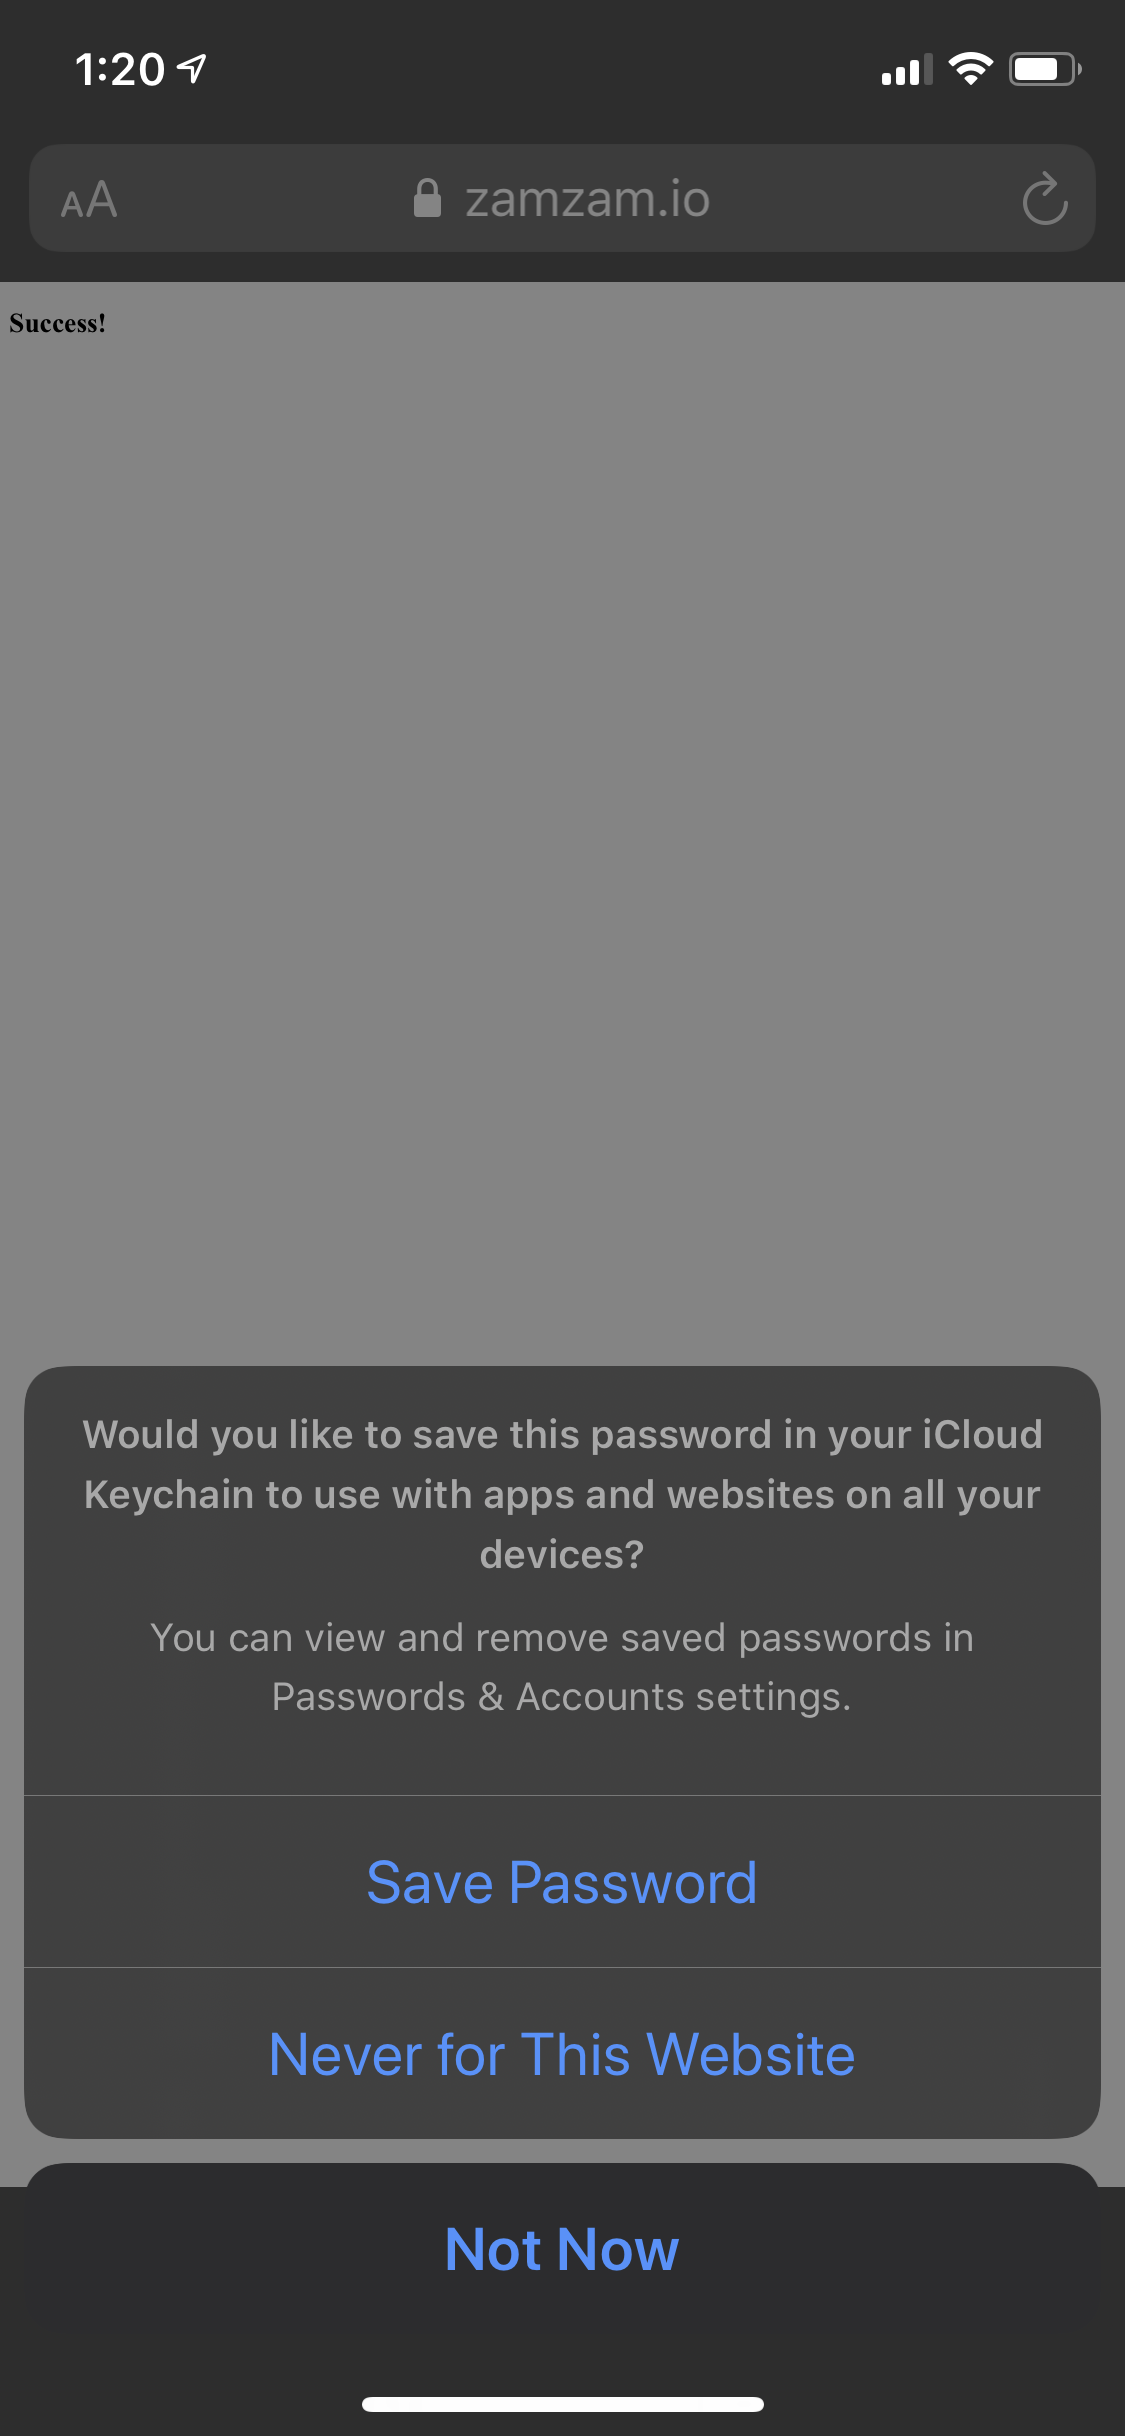 1:20
AA zamzam.io
Success!
Would you like to save this password in your iCloud
Keychain to use with apps and websites on all your
devices?
You can view and remove saved passwords in
Passwords & Accounts settings.
Save Password
Never for This Website
Not Now